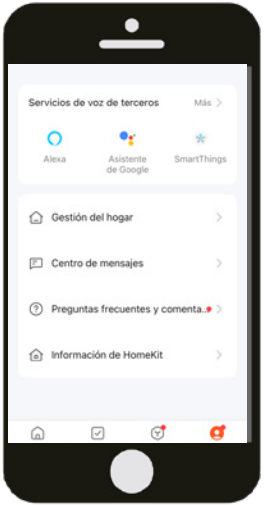 Servicios de voz de terceros Más >
Alexa
Asistente
de Google
SmartThings
Gestión del hogar >
Centro de mensajes >
Preguntas frecuentes y comenta.. >
Información de HomeKit >